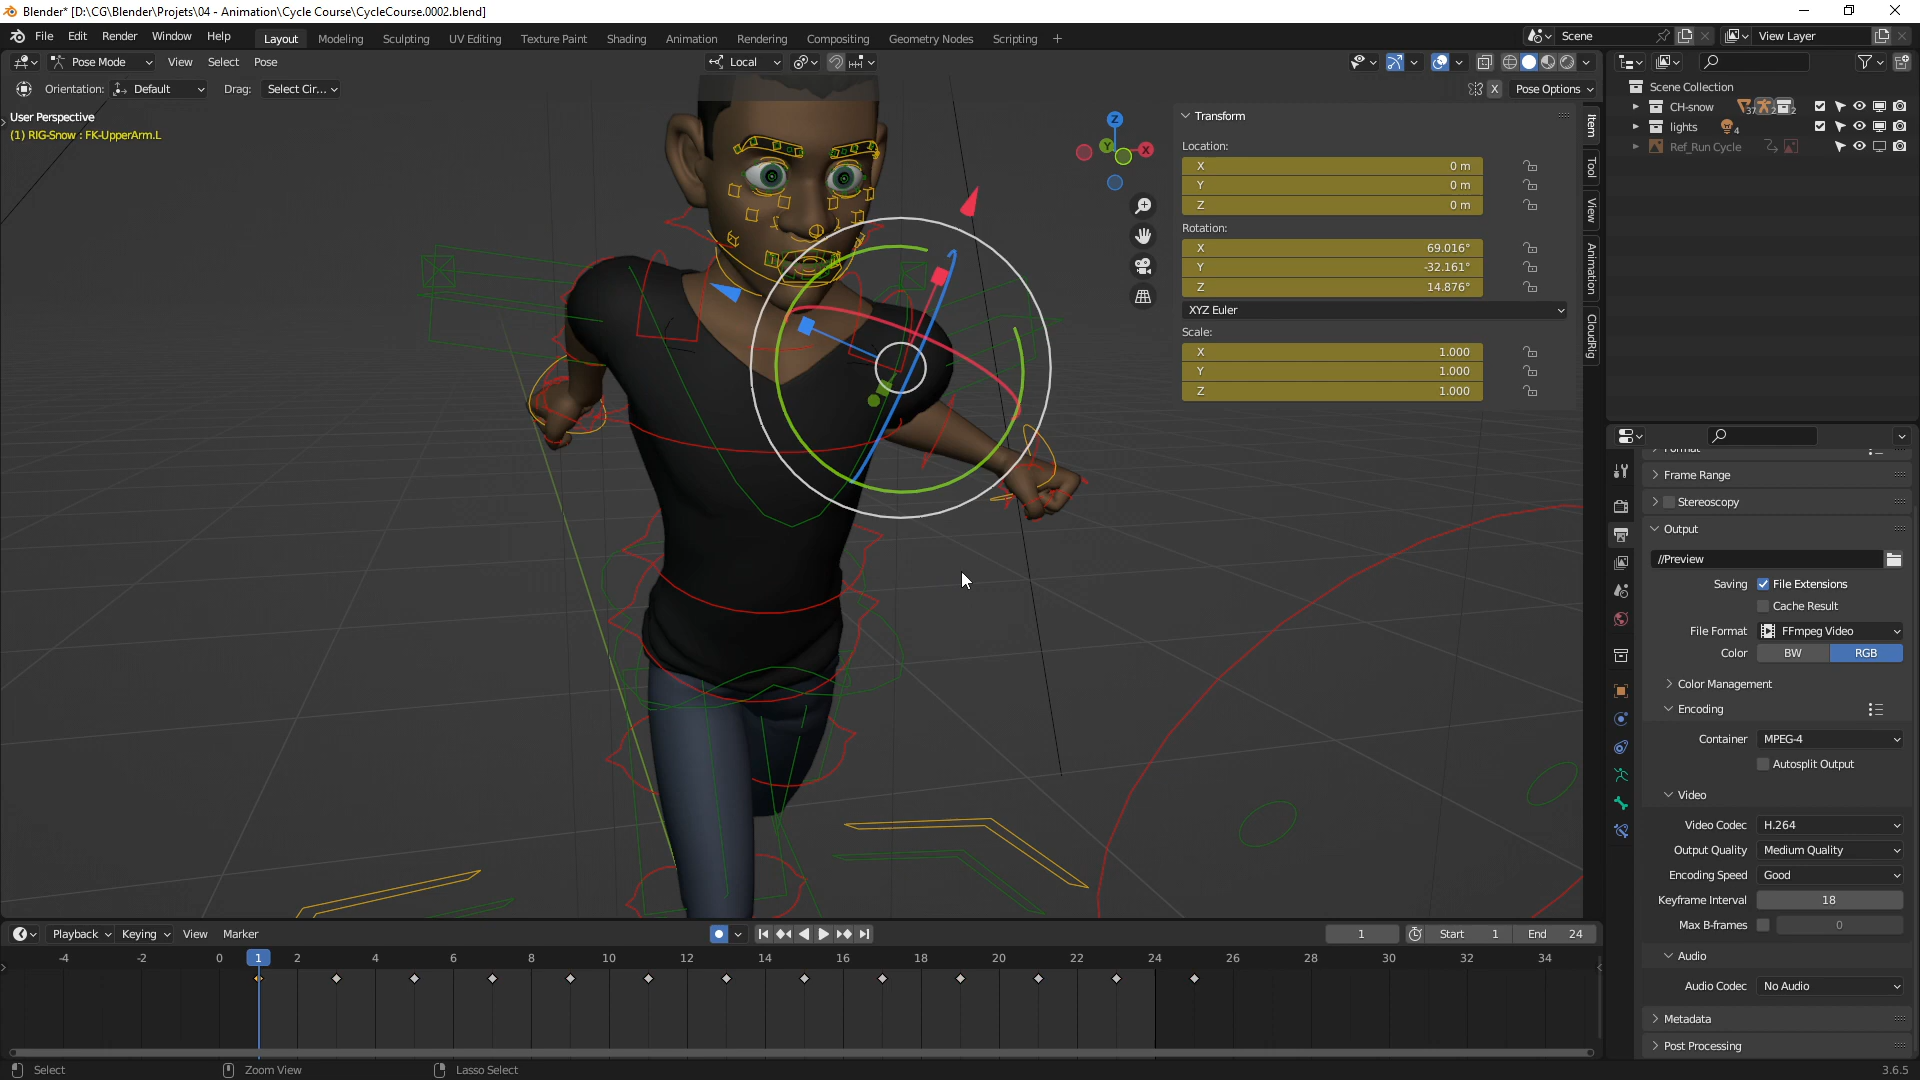 Blender* [D:\CG\Blender\Projets\04 - Animation\Cycle Course\CycleCourse.0002.blend]
File Edit Render Window Help Layout Modeling Sculpting UV Editing Texture Paint Shading Animation Rendering Compositing Geometry Nodes Scripting + Scene View Layer
Pose Mode View Select Pose Local
Orientation: Default Drag: Select Cir... X Pose Options
User Perspective
(1) RIG-Snow : FK-UpperArm.L
Z
Y
X
Transform
Location:
X 0 m
Y 0 m
Z 0 m
Rotation:
X 69.016°
Y -32.161°
Z 14.876°
XYZ Euler
Scale:
X 1.000
Y 1.000
Z 1.000
Item
Tool
View
Animation
CloudRig
Scene Collection
CH-snow 37 2 2
lights 4
Ref_Run Cycle
Frame Range
Stereoscopy
Output
//Preview
Saving File Extensions
Cache Result
File Format FFmpeg Video
Color BW RGB
Color Management
Encoding
Container MPEG-4
Autosplit Output
Video
Video Codec H.264
Output Quality Medium Quality
Encoding Speed Good
Keyframe Interval 18
Max B-frames 0
Audio
Audio Codec No Audio
Metadata
Post Processing
Playback Keying View Marker 1 Start 1 End 24
-4 -2 0 1 2 4 6 8 10 12 14 16 18 20 22 24 26 28 30 32 34
Select Zoom View Lasso Select 3.6.5